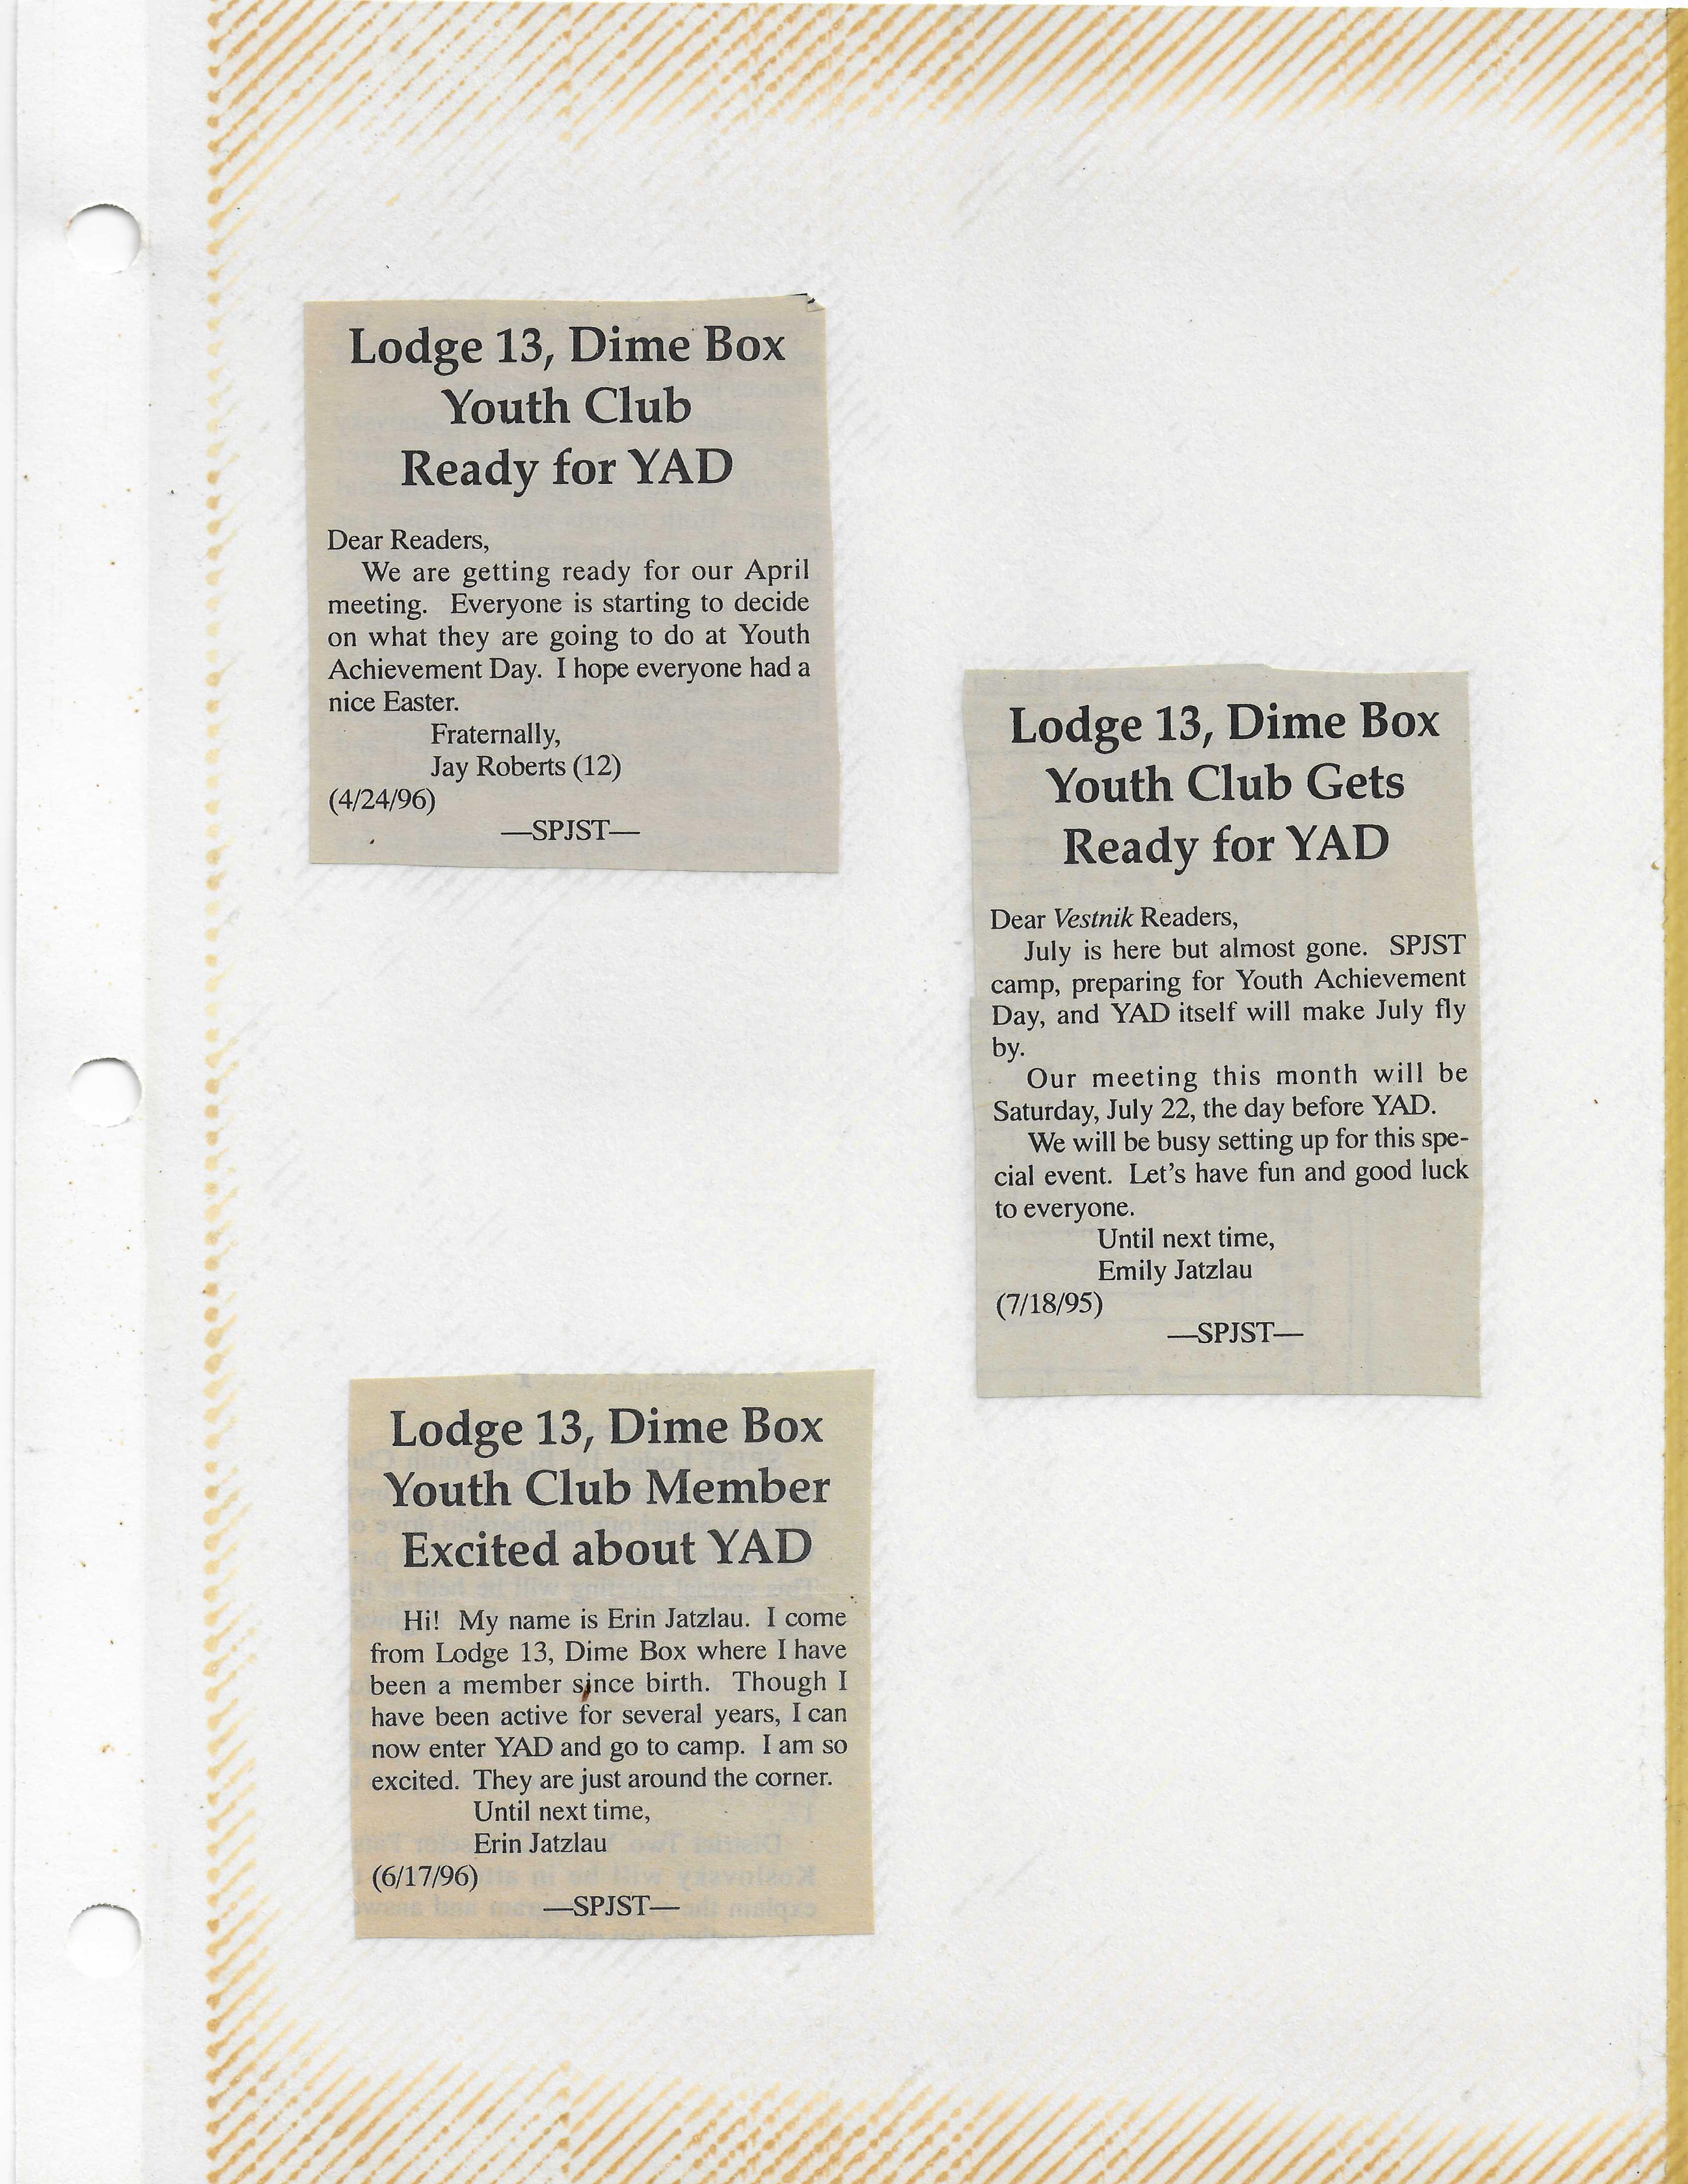 Lodge 13, Dime Box
Youth Club
Ready for YAD
Dear Readers,
We are getting ready for our April
meeting. Everyone is starting to decide
on what they are going to do at Youth
Achievement Day. I hope everyone had a
nice Easter.
Fraternally,
Jay Roberts (12)
(4/24/96)
—SPJST—
Lodge 13, Dime Box
Youth Club Gets
Ready for YAD
Dear Vestnik Readers,
July is here but almost gone. SPJST
camp, preparing for Youth Achievement
Day, and YAD itself will make July fly
by.
Our meeting this month will be
Saturday, July 22, the day before YAD.
We will be busy setting up for this spe-
cial event. Let's have fun and good luck
to everyone.
Until next time,
Emily Jatzlau
(7/18/95)
—SPJST—
Lodge 13, Dime Box
Youth Club Member
Excited about YAD
Hi! My name is Erin Jatzlau. I come
from Lodge 13, Dime Box where I have
been a member since birth. Though I
have been active for several years, I can
now enter YAD and go to camp. I am so
excited. They are just around the corner.
Until next time,
Erin Jatzlau
(6/17/96)
—SPJST—